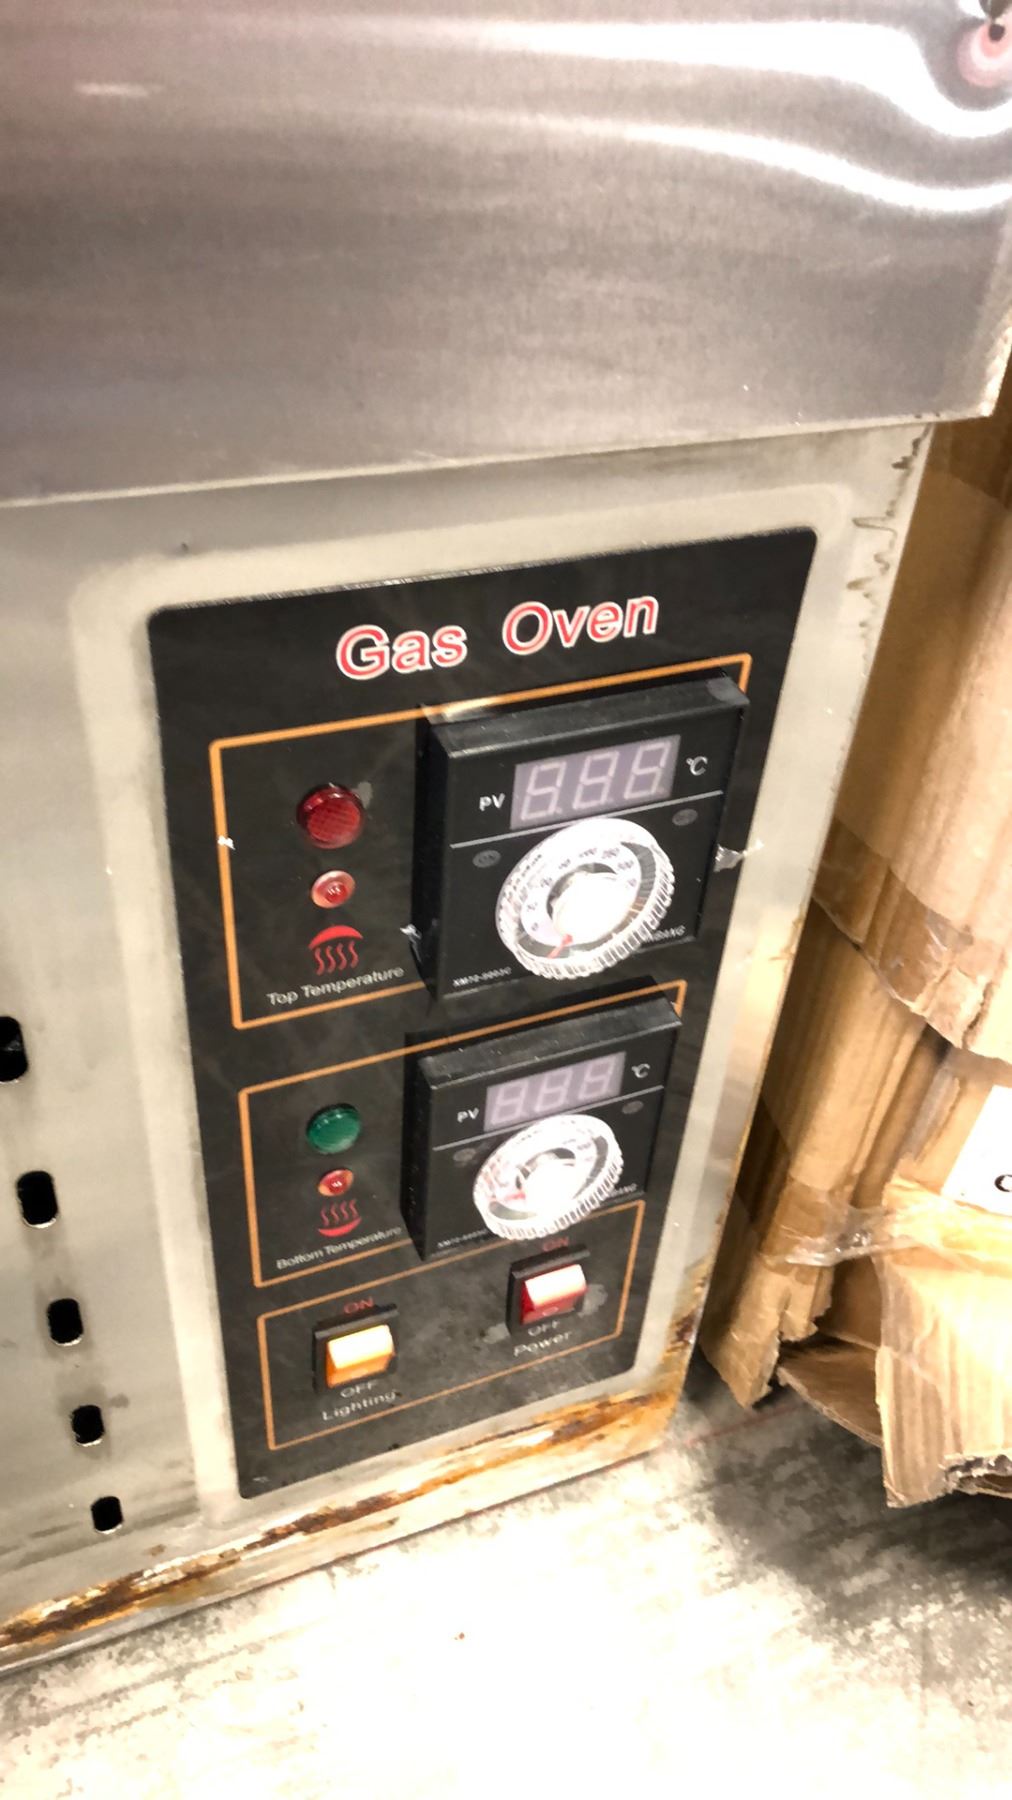 Gas Oven
PV °C
Top Temperature
PV °C
Bottom Temperature
ON
ON
OFF
Power
OFF
Lighting